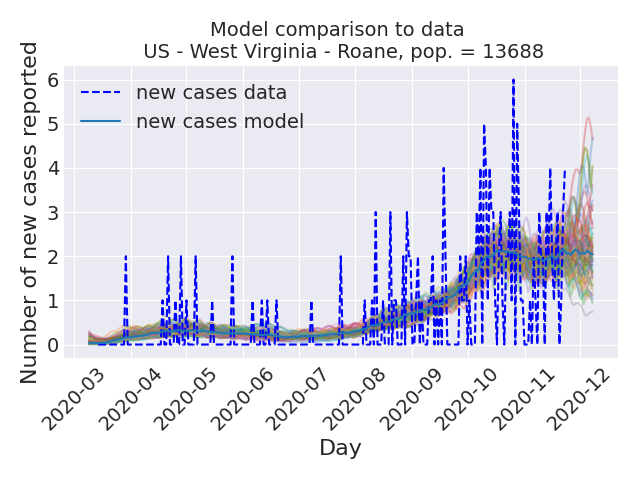 Model comparison to data
US - West Virginia - Roane, pop. = 13688
Number of new cases reported
6
5
4
3
2
1
0
new cases data
new cases model
2020-03
2020-04
2020-05
2020-06
2020-07
2020-08
2020-09
2020-10
2020-11
2020-12
Day